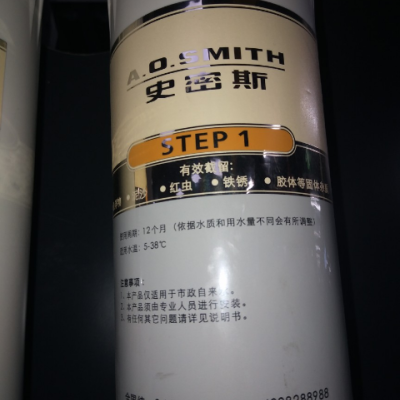 A.O.SMITH
史密斯
STEP 1
有效截留:
• 红虫 • 铁锈 • 胶体等固体
12个月 (依据水质和用水量不同会有所调整)
水温: 5-38℃
注意事项:
1. 本产品仅适用于市政自来水。
2. 本产品须由专业人员进行安装。
3. 有任何其它问题请详见说明书。